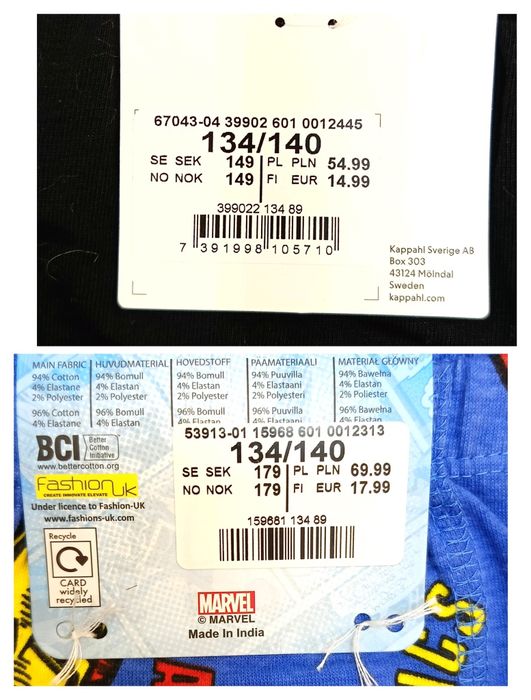 67043-04 39902 601 0012445
134/140
SE SEK 149 PL PLN 54.99
NO NOK 149 FI EUR 14.99
399022 134 89
7 391998 105710
Kappahl Sverige AB
Box 303
43124 Mölndal
Sweden
kappahl.com
MAIN FABRIC HUVUDMATERIAL HOVEDSTOFF PÄÄMATERIAALI MATERIAŁ GŁÓWNY
94% Cotton 94% Bomull 94% Bomull 94% Puuvilla 94% Bawełna
4% Elastane 4% Elastan 4% Elastan 4% Elastaani 4% Elastan
2% Polyester 2% Polyester 2% Polyester 2% Polyesteri 2% Poliester
96% Cotton 96% Bomull 96% Bomull 96% Puuvilla 96% Bawełna
4% Elastane 4% Elastan 4% Elastan 4% Elastaani 4% Elastan
BCI Better Cotton Initiative
www.bettercotton.org
53913-01 15968 601 0012313
134/140
SE SEK 179 PL PLN 69.99
NO NOK 179 FI EUR 17.99
159681 134 89
Fashion uk
CREATE INNOVATE ELEVATE
Under licence to Fashion-UK
www.fashions-uk.com
Recycle
CARD
widely
recycled
MARVEL
© MARVEL
Made In India